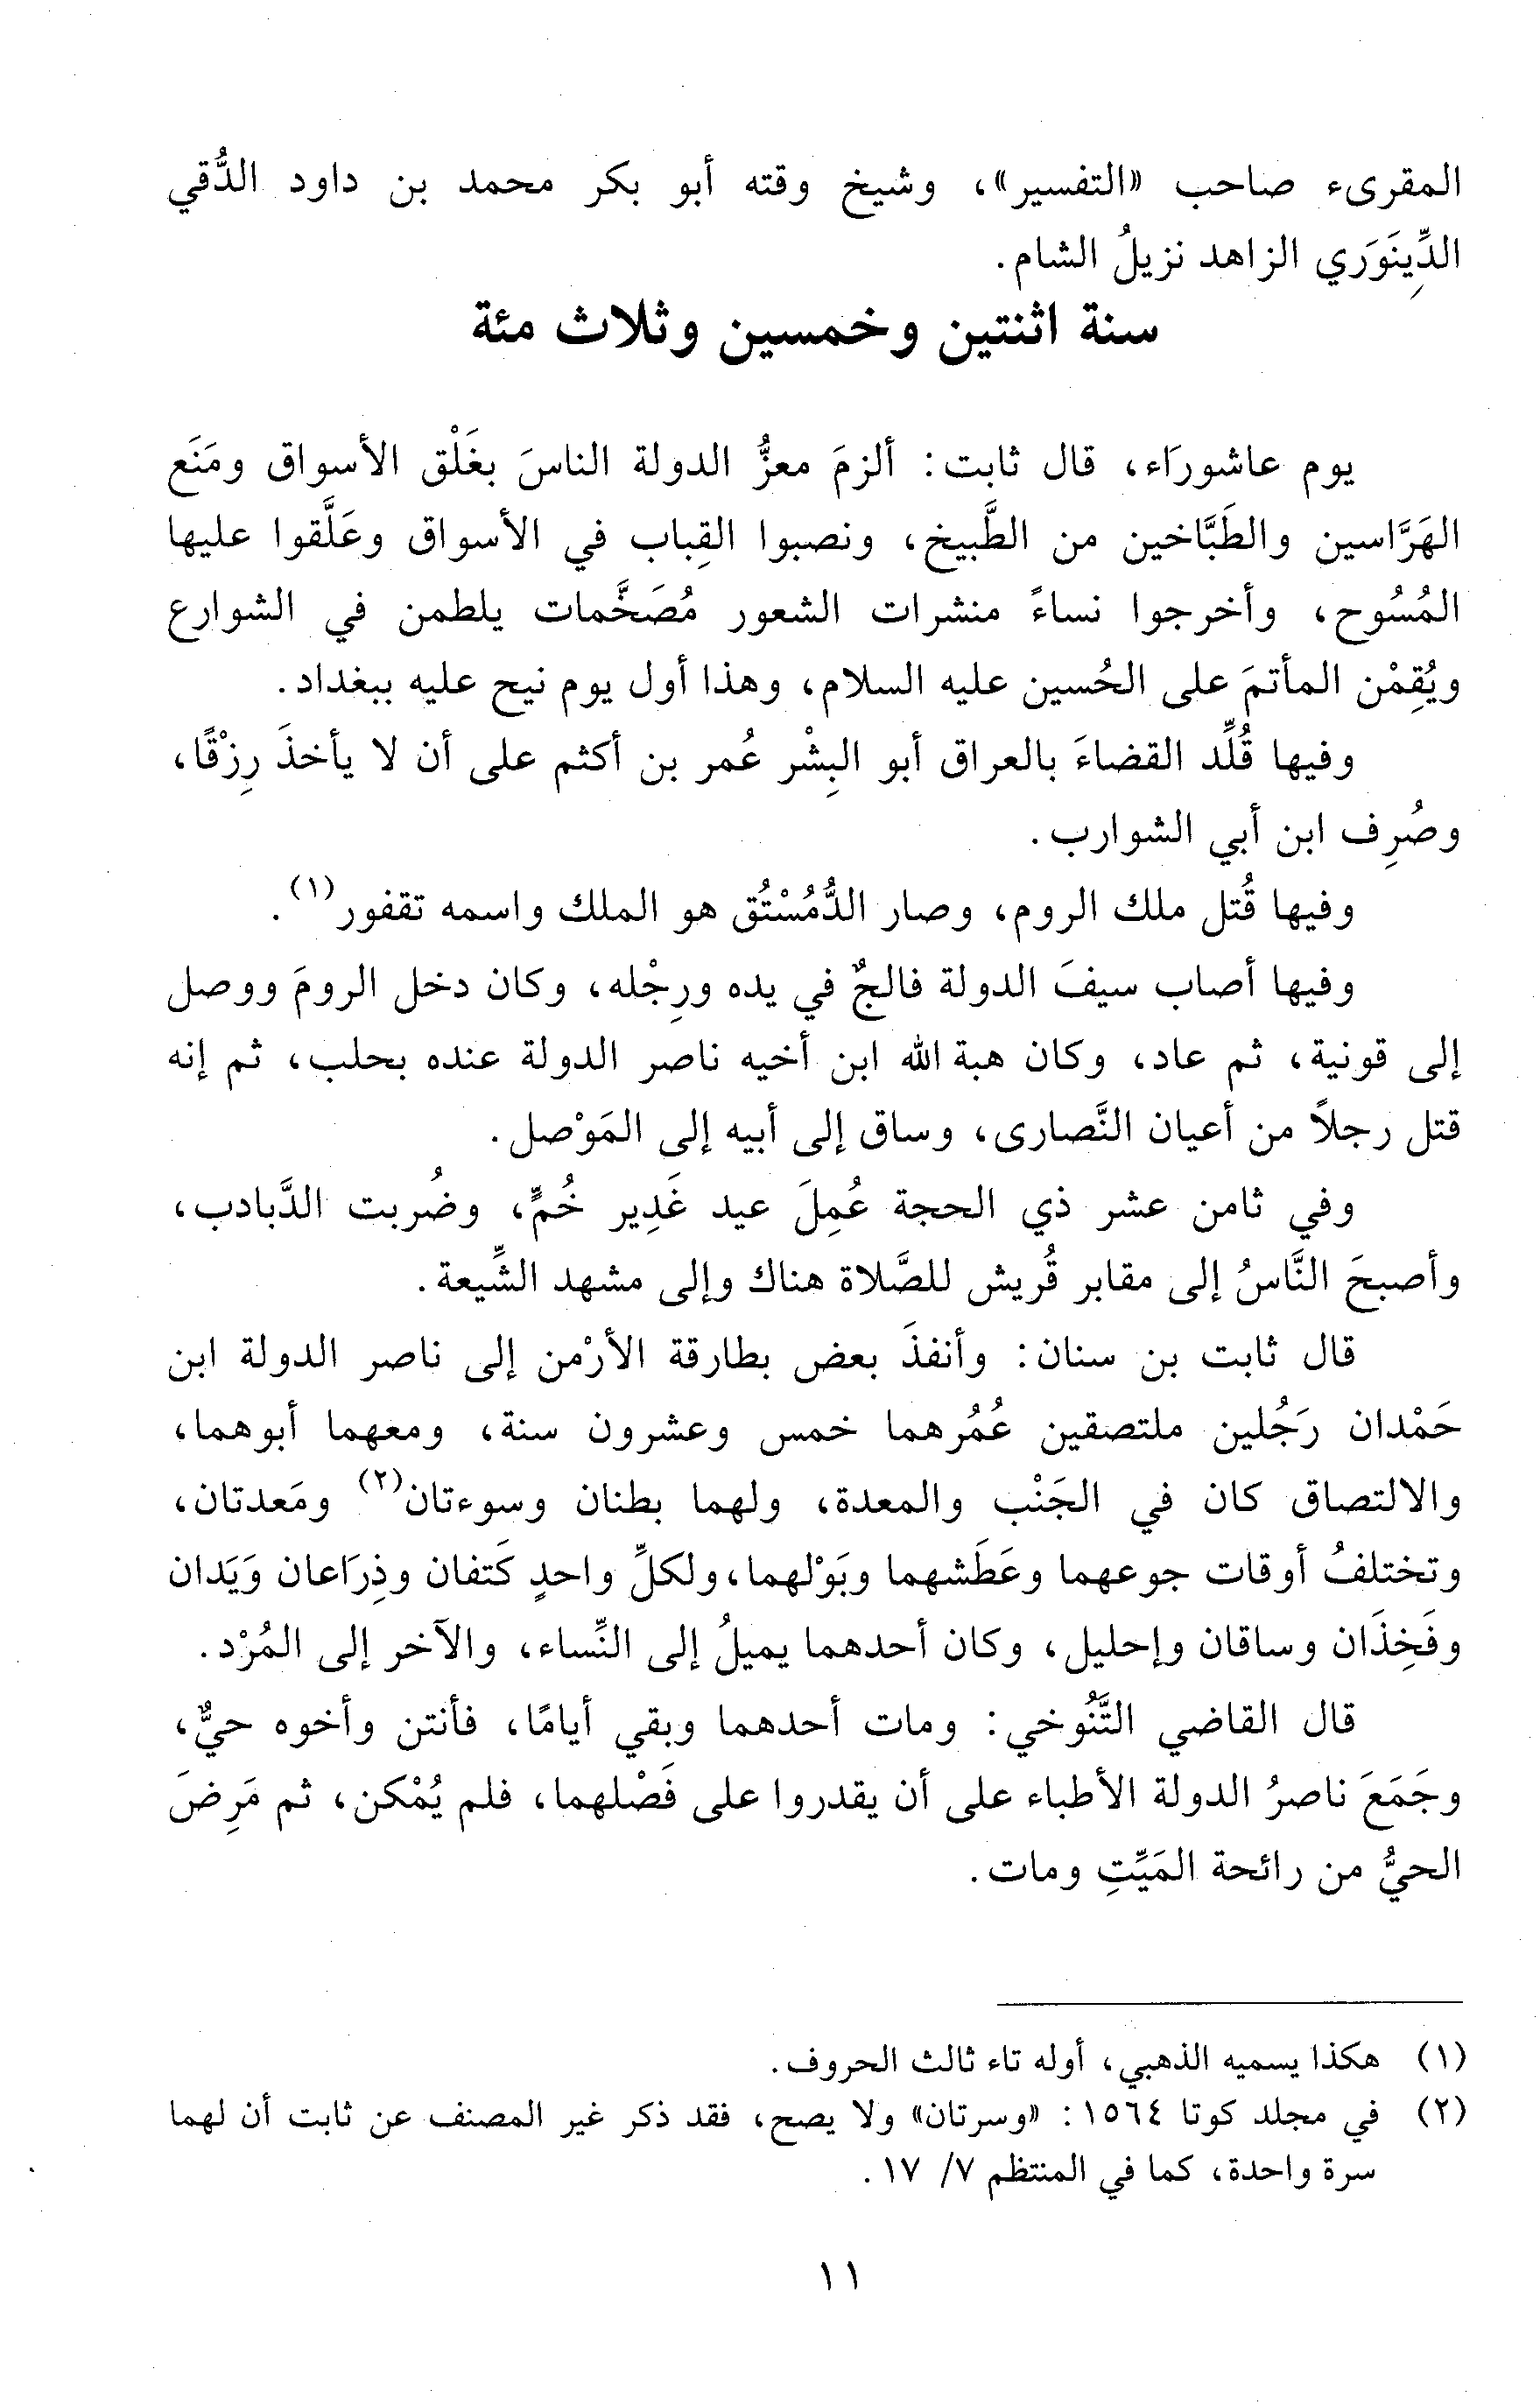 المقرىء صاحب «التفسير»، وشيخ وقته أبو بكر محمد بن داود الدُّقي
الدِّينَوَري الزاهد نزيلُ الشام.
سنة اثنتين وخمسين وثلاث مئة
يوم عاشورَاء، قال ثابت: ألزمَ معزُّ الدولة الناسَ بغَلْق الأسواق ومَنَع
الهَرَّاسين والطَبَّاخين من الطَّبيخ، ونصبوا القِباب في الأسواق وعَلَّقوا عليها
المُسُوح، وأخرجوا نساءً منشرات الشعور مُضَخَّمات يلطمن في الشوارع
ويُقِمْن المأتمَ على الحُسين عليه السلام، وهذا أول يوم نيح عليه ببغداد.
وفيها قُلِّد القضاءَ بالعراق أبو البِشْر عُمر بن أكثم على أن لا يأخذَ رِزْقًا،
وصُرِف ابن أبي الشوارب.
وفيها قُتل ملك الروم، وصار الدُّمُسْتُق هو الملك واسمه تقفور(١).
وفيها أصاب سيفَ الدولة فالجٌ في يده ورِجْله، وكان دخل الرومَ ووصل
إلى قونية، ثم عاد، وكان هبة الله ابن أخيه ناصر الدولة عنده بحلب، ثم إنه
قتل رجلاً من أعيان النَّصارى، وساق إلى أبيه إلى المَوْصل.
وفي ثامن عشر ذي الحجة عُمِلَ عيد غَدِير خُمٍّ، وضُربت الدَّبادب،
وأصبحَ النَّاسُ إلى مقابر قُريش للصَّلاة هناك وإلى مشهد الشِّيعة.
قال ثابت بن سنان: وأنفذَ بعض بطارقة الأرْمن إلى ناصر الدولة ابن
حَمْدان رَجُلين ملتصقين عُمُرهما خمس وعشرون سنة، ومعهما أبوهما،
والالتصاق كان في الجَنْب والمعدة، ولهما بطنان وسوءتان(٢) ومَعدتان،
وتختلفُ أوقات جوعهما وعَطَشهما وبَوْلهما، ولكلِّ واحدٍ كَتفان وذِرَاعان وَيَدان
وفَخِذَان وساقان وإحليل، وكان أحدهما يميلُ إلى النِّساء، والآخر إلى المُرْد.
قال القاضي التَّنُوخي: ومات أحدهما وبقي أيامًا، فأنتن وأخوه حيٌّ،
وجَمَعَ ناصرُ الدولة الأطباء على أن يقدروا على فَصْلهما، فلم يُمْكن، ثم مَرِضَ
الحيُّ من رائحة المَيِّتِ ومات.
(١) هكذا يسميه الذهبي، أوله تاء ثالث الحروف.
(٢) في مجلد كوتا ١٥٦٤: «وسرتان» ولا يصح، فقد ذكر غير المصنف عن ثابت أن لهما
سرة واحدة، كما في المنتظم ٧/ ١٧.
١١